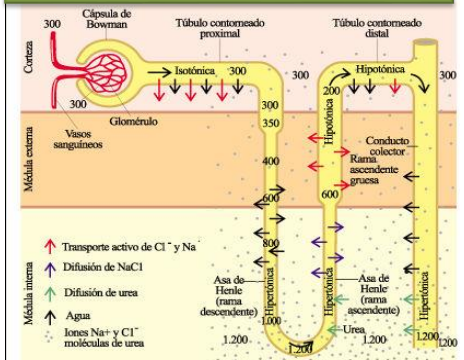 Cápsula de
Bowman
Túbulo contorneado
proximal
Túbulo contorneado
distal
300
Corteza
Isotónica
300
300
Hipotónica
300
300
200
300
Glomérulo
Vasos
sanguíneos
350
400
600
800
1.000
1.200
Médula externa
Hipotónica
Rama
ascendente
gruesa
Conducto
colector
600
Médula interna
Transporte activo de Cl⁻ y Na
Difusión de NaCl
Difusión de urea
Agua
Iones Na+ y Cl⁻
moléculas de urea
Asa de
Henle
(rama
descendente)
Hipertónica
Hipertónica
Asa de
Henle
(rama
ascendente)
Urea
Hipertónica
1.200
1.200
1200
1200